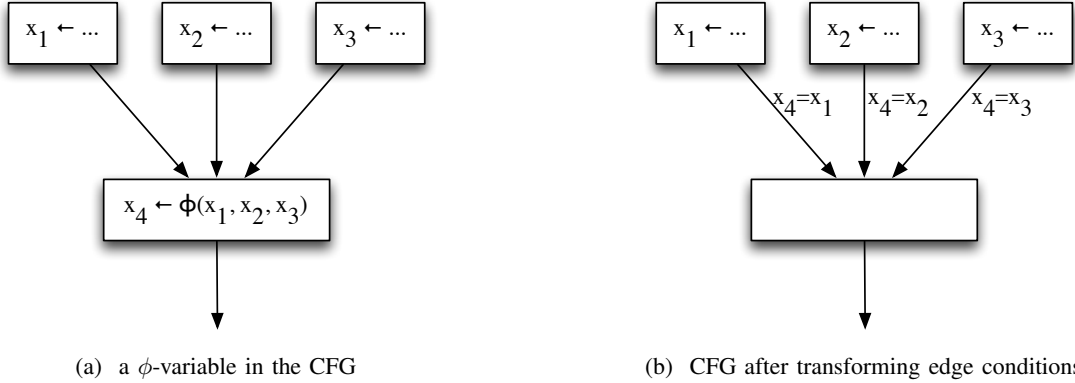 x₁ ← ... x₂ ← ... x₃ ← ...
x₄ ← ϕ(x₁, x₂, x₃)
(a) a ϕ-variable in the CFG
x₁ ← ... x₂ ← ... x₃ ← ...
x₄=x₁ x₄=x₂ x₄=x₃
(b) CFG after transforming edge conditions